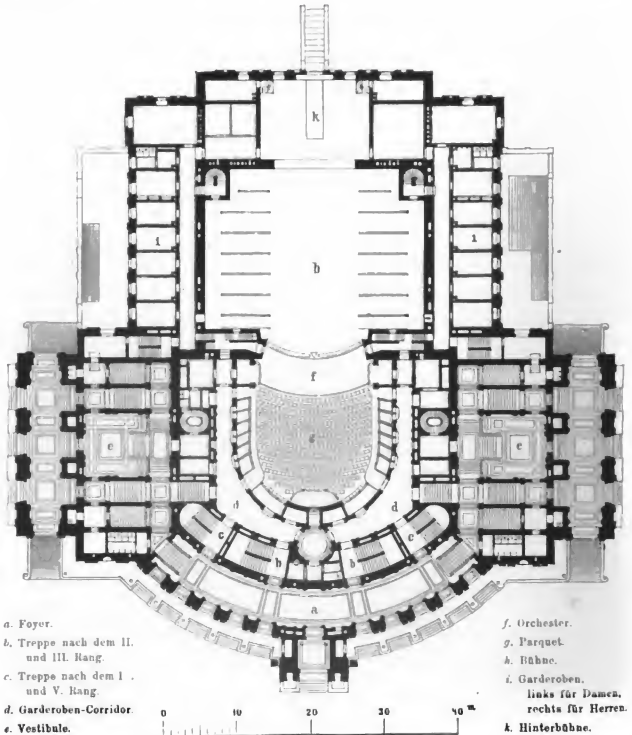 k
i
i
h
f
g
e
e
d
d
c
c
b
b
a
a. Foyer.
b. Treppe nach dem II.
und III. Rang.
c. Treppe nach dem I .
und V. Rang.
d. Garderoben-Corridor.
e. Vestibule.
0 10 20 30 40 m.
f. Orchester.
g. Parquet.
h. Bühne.
i. Garderoben,
links für Damen,
rechts für Herren.
k. Hinterbühne.